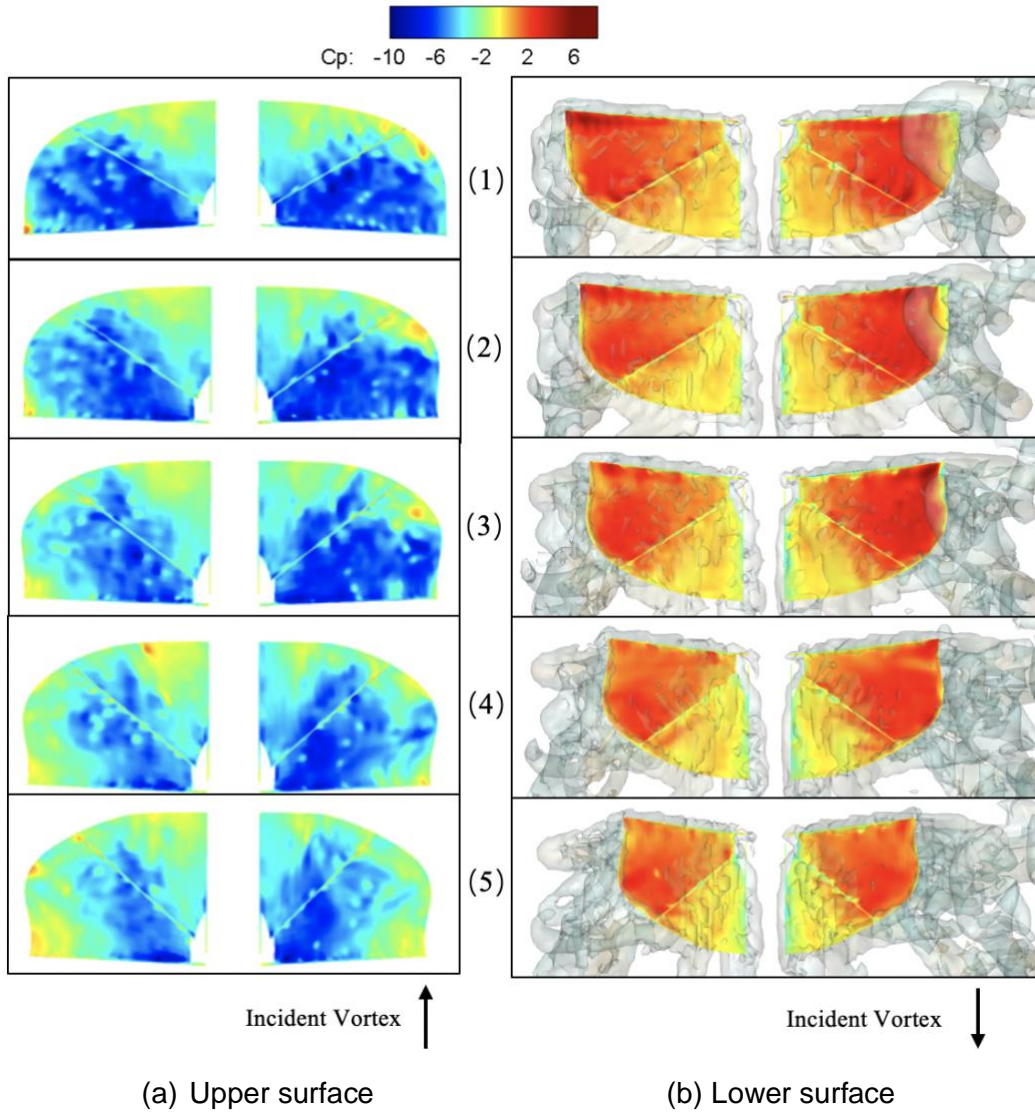 Cp: -10 -6 -2 2 6
(1)
(2)
(3)
(4)
(5)
Incident Vortex
Incident Vortex
(a) Upper surface
(b) Lower surface